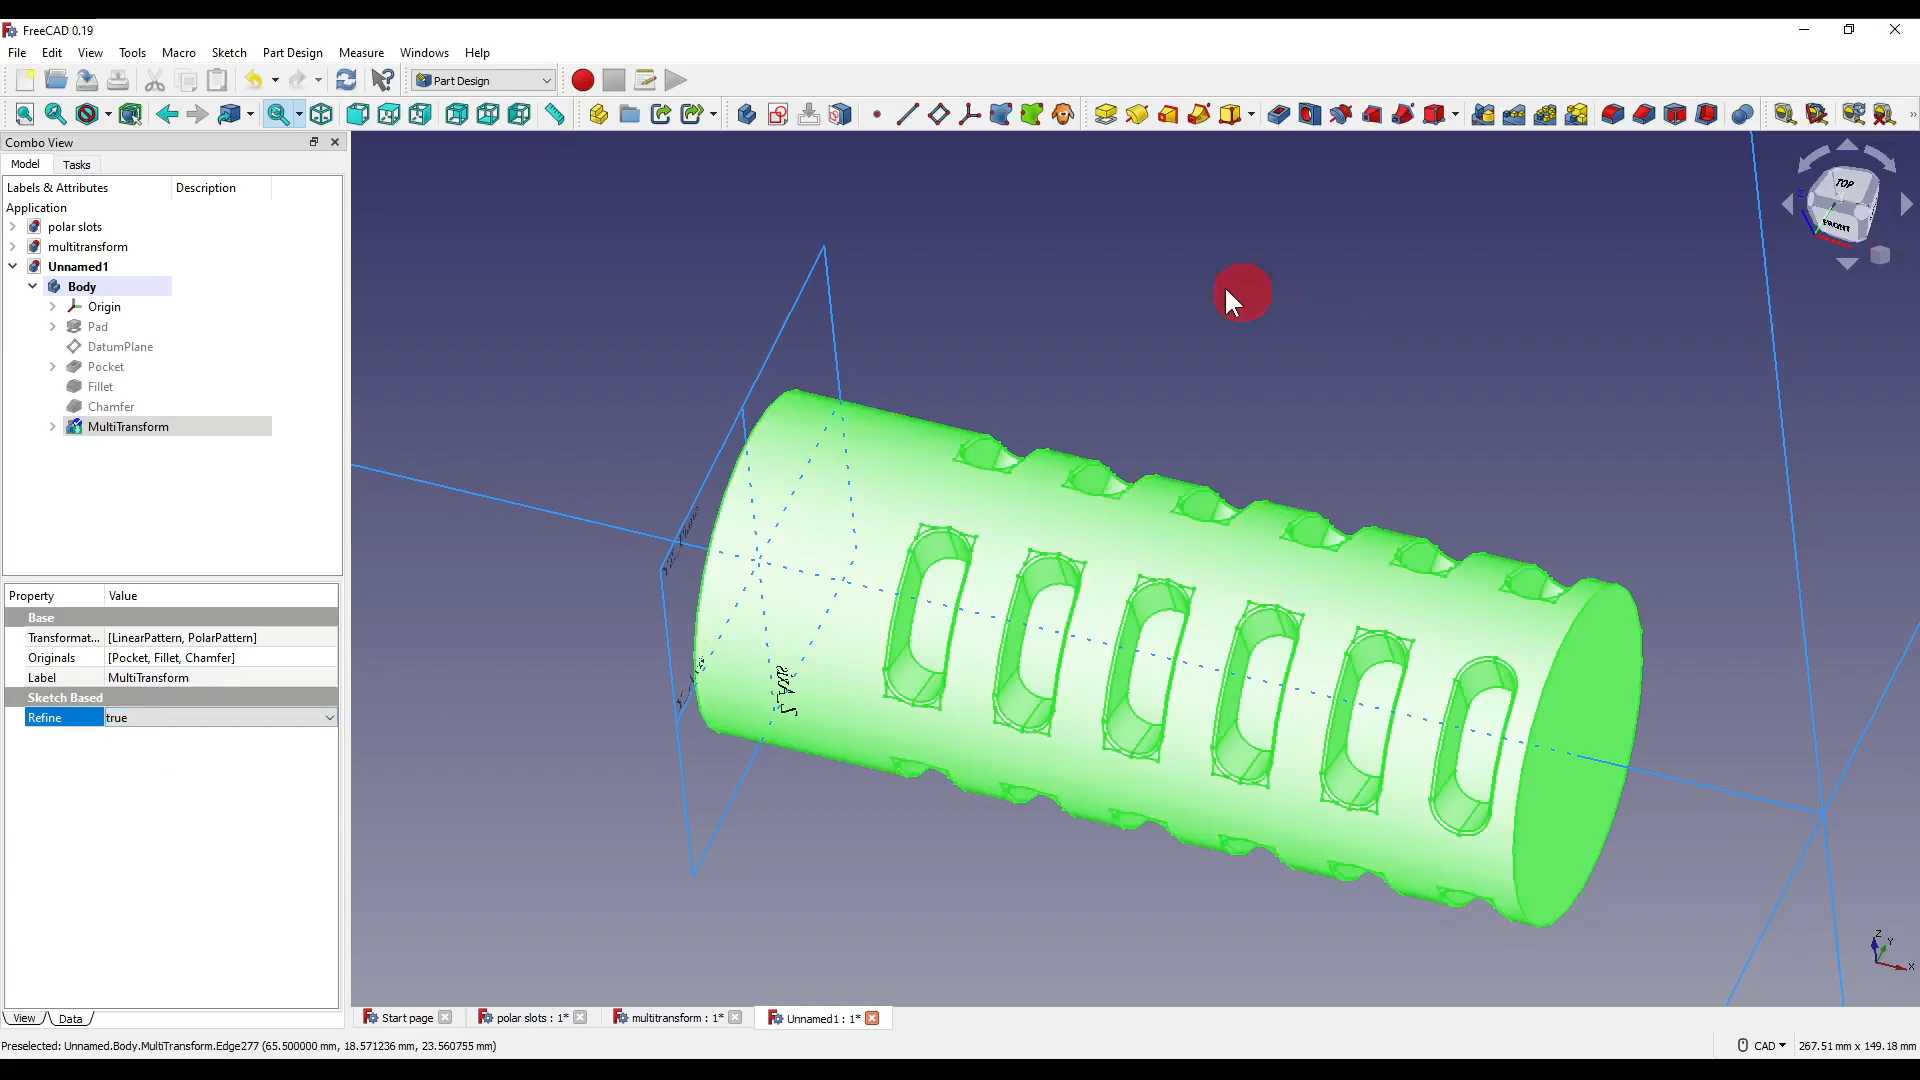 FreeCAD 0.19
File Edit View Tools Macro Sketch Part Design Measure Windows Help
Part Design
»
Combo View
Model Tasks
Labels & Attributes Description
Application
polar slots
multitransform
Unnamed1
Body
Origin
Pad
DatumPlane
Pocket
Fillet
Chamfer
MultiTransform
Property Value
Base
Transformat... [LinearPattern, PolarPattern]
Originals [Pocket, Fillet, Chamfer]
Label MultiTransform
Sketch Based
Refine true
View Data
TOP
FRONT
Z
Z
Y
X
Start page polar slots : 1* multitransform : 1* Unnamed1 : 1*
Preselected: Unnamed.Body.MultiTransform.Edge277 (65.500000 mm, 18.571236 mm, 23.560755 mm)
CAD 267.51 mm x 149.18 mm